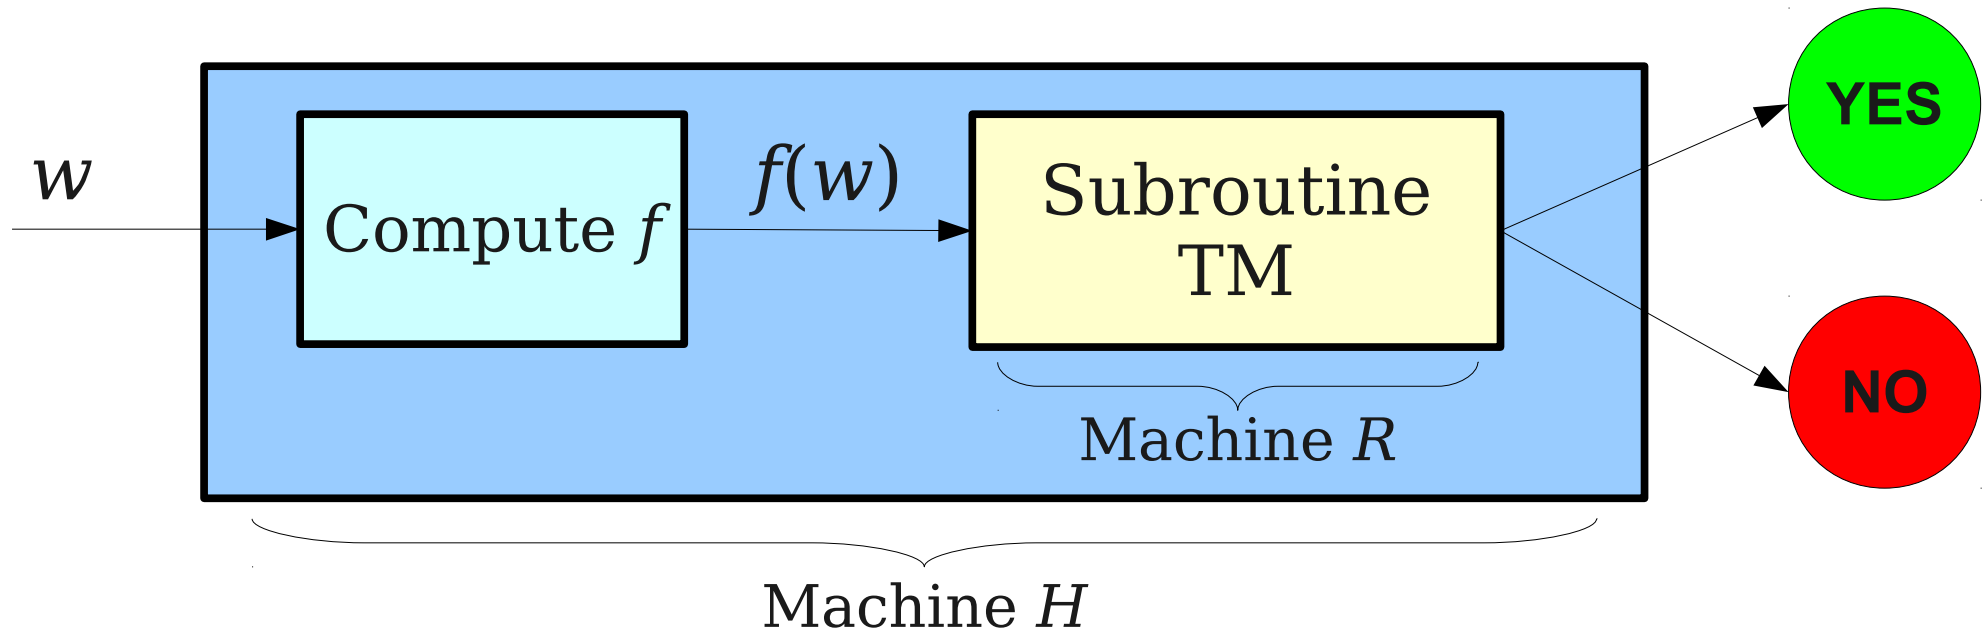 w
Compute f
f(w)
Subroutine
TM
Machine R
Machine H
YES
NO